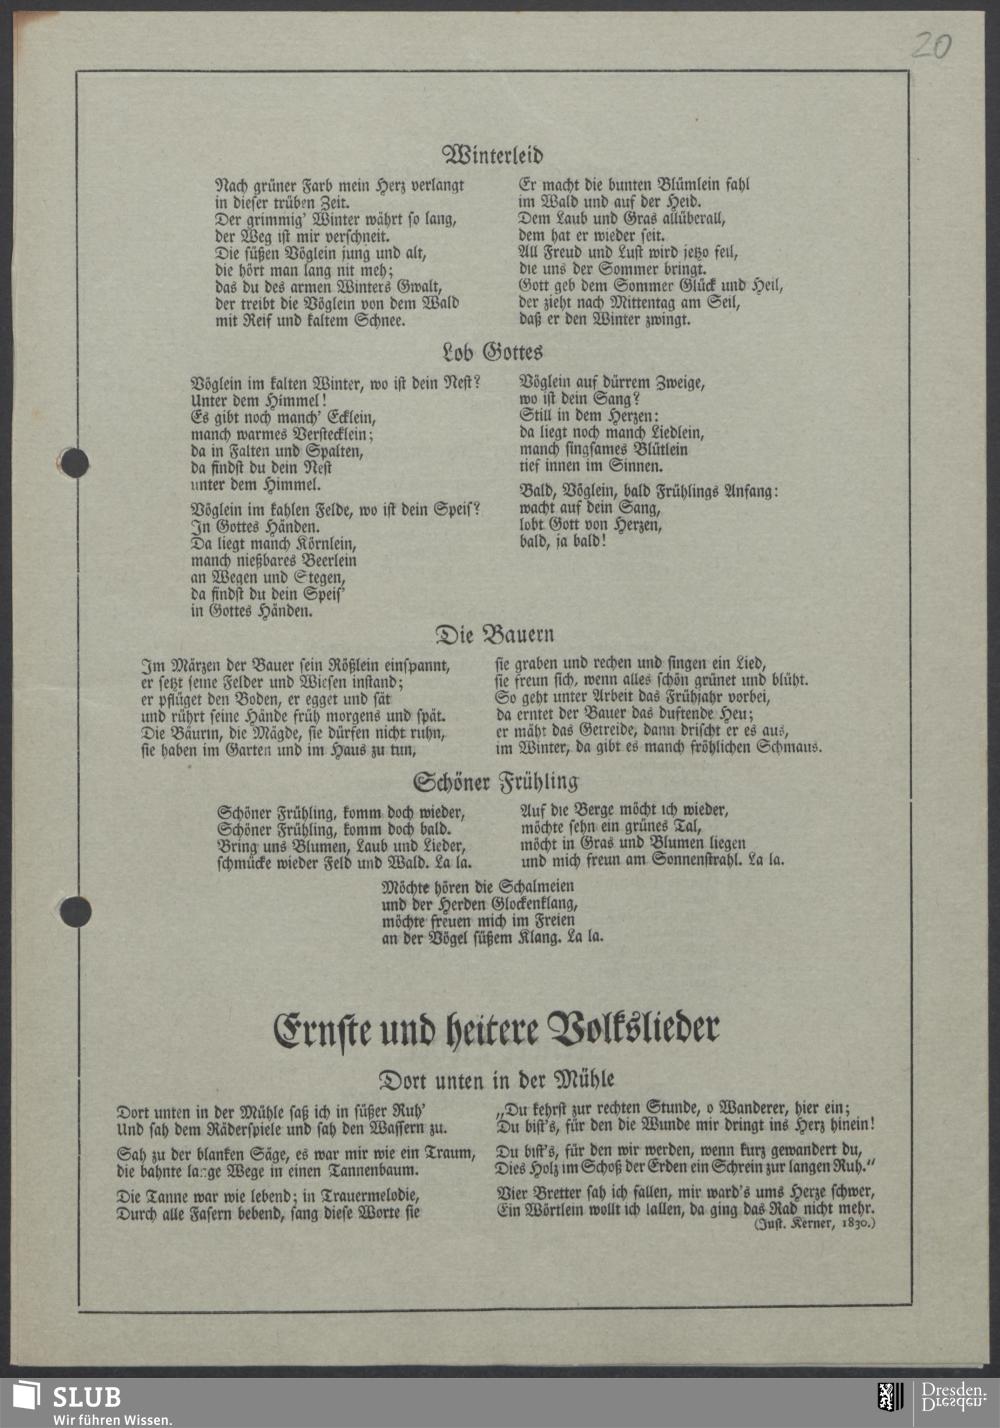 20
Winterleid
Nach grüner Farb mein Herz verlangt
in dieser trüben Zeit.
Der grimmig' Winter währt so lang,
der Weg ist mir verschneit.
Die süßen Vöglein jung und alt,
die hört man lang nit meh;
das du des armen Winters Gwalt,
der treibt die Vöglein von dem Wald
mit Reif und kaltem Schnee.
Er macht die bunten Blümlein fahl
im Wald und auf der Heid.
Dem Laub und Gras allüberall,
dem hat er wieder seit.
All Freud und Lust wird jetzo feil,
die uns der Sommer bringt.
Gott geb dem Sommer Glück und Heil,
der zieht nach Mittentag am Seil,
daß er den Winter zwingt.
Lob Gottes
Vöglein im kalten Winter, wo ist dein Nest?
Unter dem Himmel!
Es gibt noch manch' Ecklein,
manch warmes Verstecklein;
da in Falten und Spalten,
da findst du dein Nest
unter dem Himmel.
Vöglein im kahlen Felde, wo ist dein Speis?
In Gottes Händen.
Da liegt manch Körnlein,
manch nießbares Beerlein
an Wegen und Stegen,
da findst du dein Speis'
in Gottes Händen.
Vöglein auf dürrem Zweige,
wo ist dein Sang?
Still in dem Herzen:
da liegt noch manch Liedlein,
manch singsames Blütlein
tief innen im Sinnen.
Bald, Vöglein, bald Frühlings Anfang:
wacht auf dein Sang,
lobt Gott von Herzen,
bald, ja bald!
Die Bauern
Im Märzen der Bauer sein Rößlein einspannt,
er setzt seine Felder und Wiesen instand;
er pflüget den Boden, er egget und sät
und rührt seine Hände früh morgens und spät.
Die Bäurin, die Mägde, sie dürfen nicht ruhn,
sie haben im Garten und im Haus zu tun,
sie graben und rechen und singen ein Lied,
sie freun sich, wenn alles schön grünet und blüht.
So geht unter Arbeit das Frühjahr vorbei,
da erntet der Bauer das duftende Heu;
er mäht das Getreide, dann drischt er es aus,
im Winter, da gibt es manch fröhlichen Schmaus.
Schöner Frühling
Schöner Frühling, komm doch wieder,
Schöner Frühling, komm doch bald.
Bring uns Blumen, Laub und Lieder,
schmücke wieder Feld und Wald. La la.
Auf die Berge möcht ich wieder,
möchte sehn ein grünes Tal,
möcht in Gras und Blumen liegen
und mich freun am Sonnenstrahl. La la.
Möchte hören die Schalmeien
und der Herden Glockenklang,
möchte freuen mich im Freien
an der Vögel süßem Klang. La la.
Ernste und heitere Volkslieder
Dort unten in der Mühle
Dort unten in der Mühle saß ich in süßer Ruh'
Und sah dem Räderspiele und sah den Wassern zu.
Sah zu der blanken Säge, es war mir wie ein Traum,
die bahnte lange Wege in einen Tannenbaum.
Die Tanne war wie lebend; in Trauermelodie,
Durch alle Fasern bebend, sang diese Worte sie
„Du kehrst zur rechten Stunde, o Wanderer, hier ein;
Du bist's, für den die Wunde mir dringt ins Herz hinein!
Du bist's, für den wir werden, wenn kurz gewandert du,
Dies Holz im Schoß der Erden ein Schrein zur langen Ruh."
Vier Bretter sah ich fallen, mir ward's ums Herze schwer,
Ein Wörtlein wollt ich lallen, da ging das Rad nicht mehr.
(Just. Kerner, 1830.)
SLUB
Wir führen Wissen.
Dresden.
Dresden.